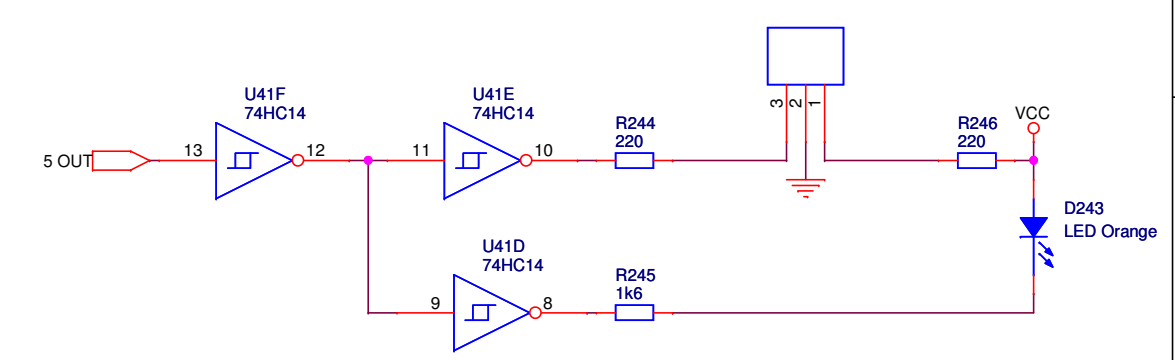 U41F
74HC14
5 OUT
13
12
U41E
74HC14
11
10
R244
220
3
2
1
R246
220
VCC
D243
LED Orange
U41D
74HC14
9
8
R245
1k6